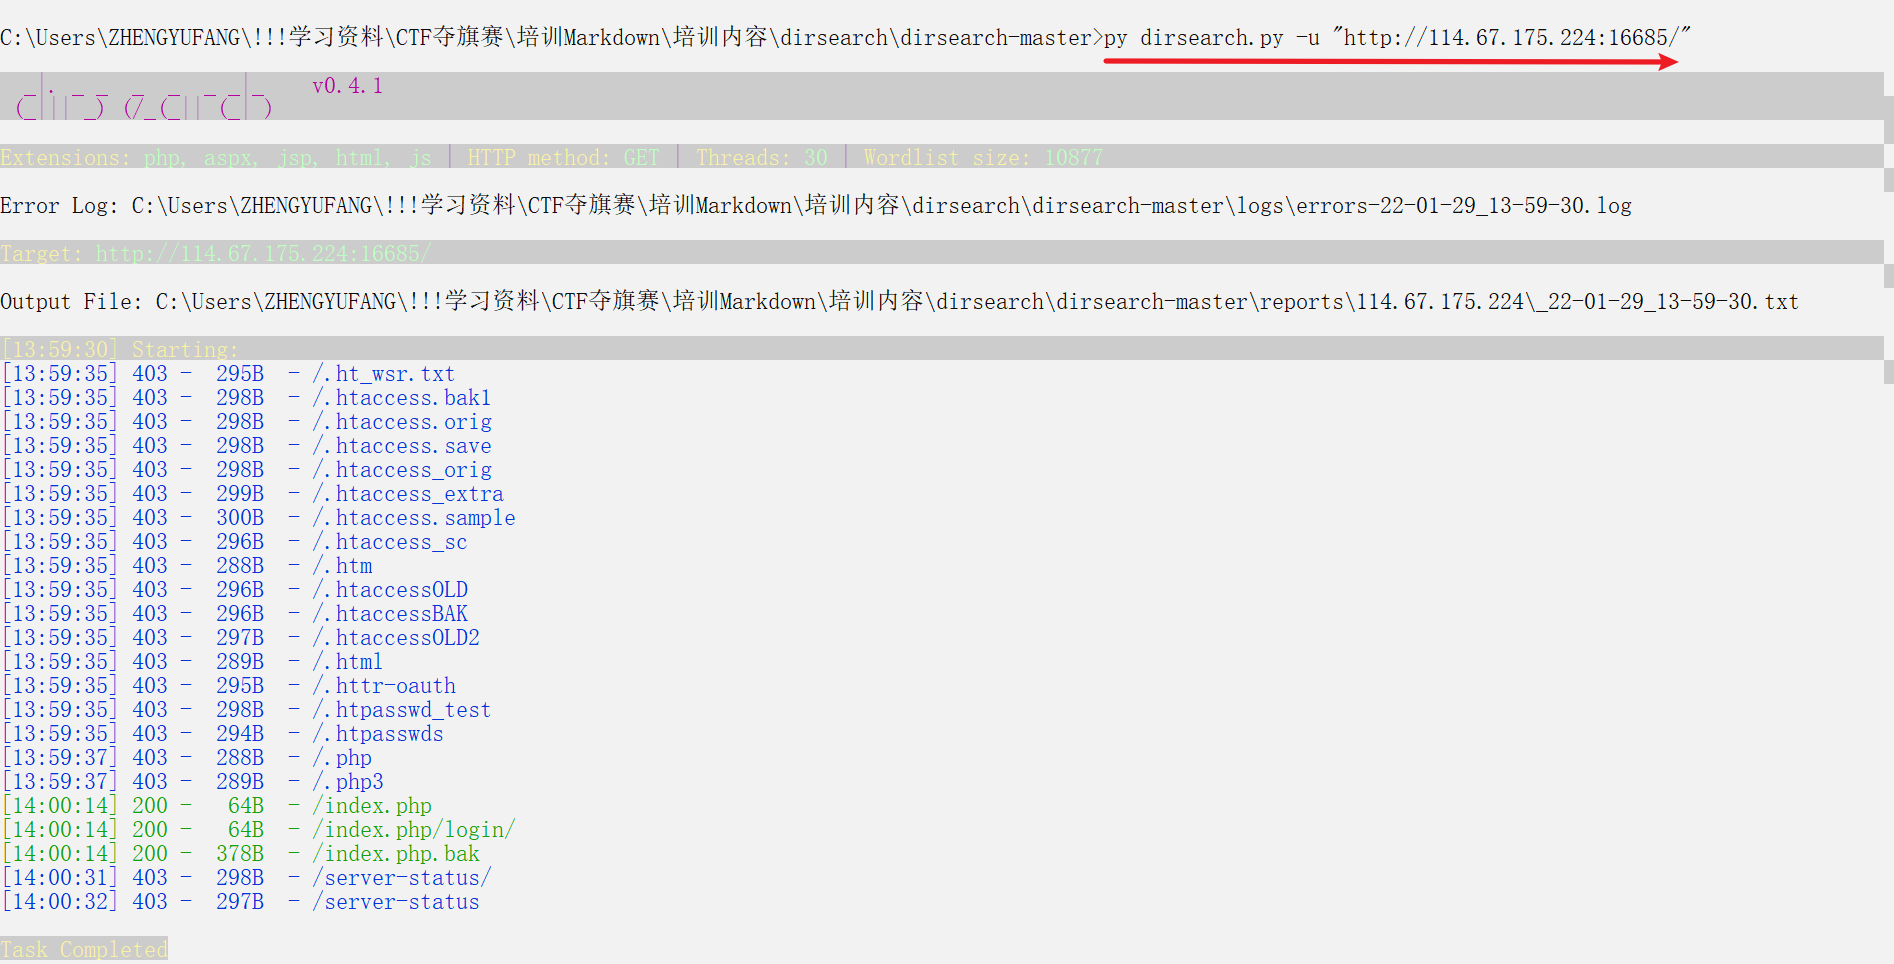 C:\Users\ZHENGYUFANG\!!!学习资料\CTF夺旗赛\培训Markdown\培训内容\dirsearch\dirsearch-master>py dirsearch.py -u "http://114.67.175.224:16685/"
  _|. _ _  _  _  _ _|_    v0.4.1
 (_||| _) (/_(_|| (_| )
Extensions: php, aspx, jsp, html, js | HTTP method: GET | Threads: 30 | Wordlist size: 10877
Error Log: C:\Users\ZHENGYUFANG\!!!学习资料\CTF夺旗赛\培训Markdown\培训内容\dirsearch\dirsearch-master\logs\errors-22-01-29_13-59-30.log
Target: http://114.67.175.224:16685/
Output File: C:\Users\ZHENGYUFANG\!!!学习资料\CTF夺旗赛\培训Markdown\培训内容\dirsearch\dirsearch-master\reports\114.67.175.224\_22-01-29_13-59-30.txt
[13:59:30] Starting:
[13:59:35] 403 -  295B  - /.ht_wsr.txt
[13:59:35] 403 -  298B  - /.htaccess.bak1
[13:59:35] 403 -  298B  - /.htaccess.orig
[13:59:35] 403 -  298B  - /.htaccess.save
[13:59:35] 403 -  298B  - /.htaccess_orig
[13:59:35] 403 -  299B  - /.htaccess_extra
[13:59:35] 403 -  300B  - /.htaccess.sample
[13:59:35] 403 -  296B  - /.htaccess_sc
[13:59:35] 403 -  288B  - /.htm
[13:59:35] 403 -  296B  - /.htaccessOLD
[13:59:35] 403 -  296B  - /.htaccessBAK
[13:59:35] 403 -  297B  - /.htaccessOLD2
[13:59:35] 403 -  289B  - /.html
[13:59:35] 403 -  295B  - /.httr-oauth
[13:59:35] 403 -  298B  - /.htpasswd_test
[13:59:35] 403 -  294B  - /.htpasswds
[13:59:37] 403 -  288B  - /.php
[13:59:37] 403 -  289B  - /.php3
[14:00:14] 200 -   64B  - /index.php
[14:00:14] 200 -   64B  - /index.php/login/
[14:00:14] 200 -  378B  - /index.php.bak
[14:00:31] 403 -  298B  - /server-status/
[14:00:32] 403 -  297B  - /server-status
Task Completed